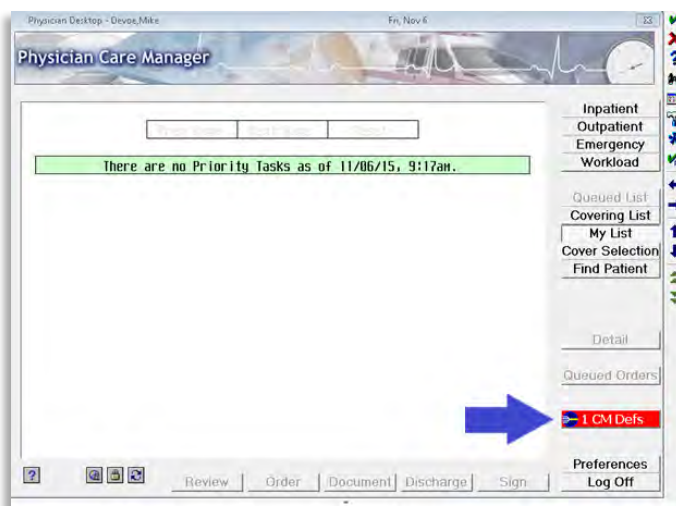 Physician Desktop - Devoe,Mike
Fri, Nov 6
Physician Care Manager
There are no Priority Tasks as of 11/06/15, 9:17am.
Inpatient
Outpatient
Emergency
Workload
Queued List
Covering List
My List
Cover Selection
Find Patient
Detail
Queued Orders
1 CM Defs
Preferences
Log Off
?
Review
Order
Document
Discharge
Sign